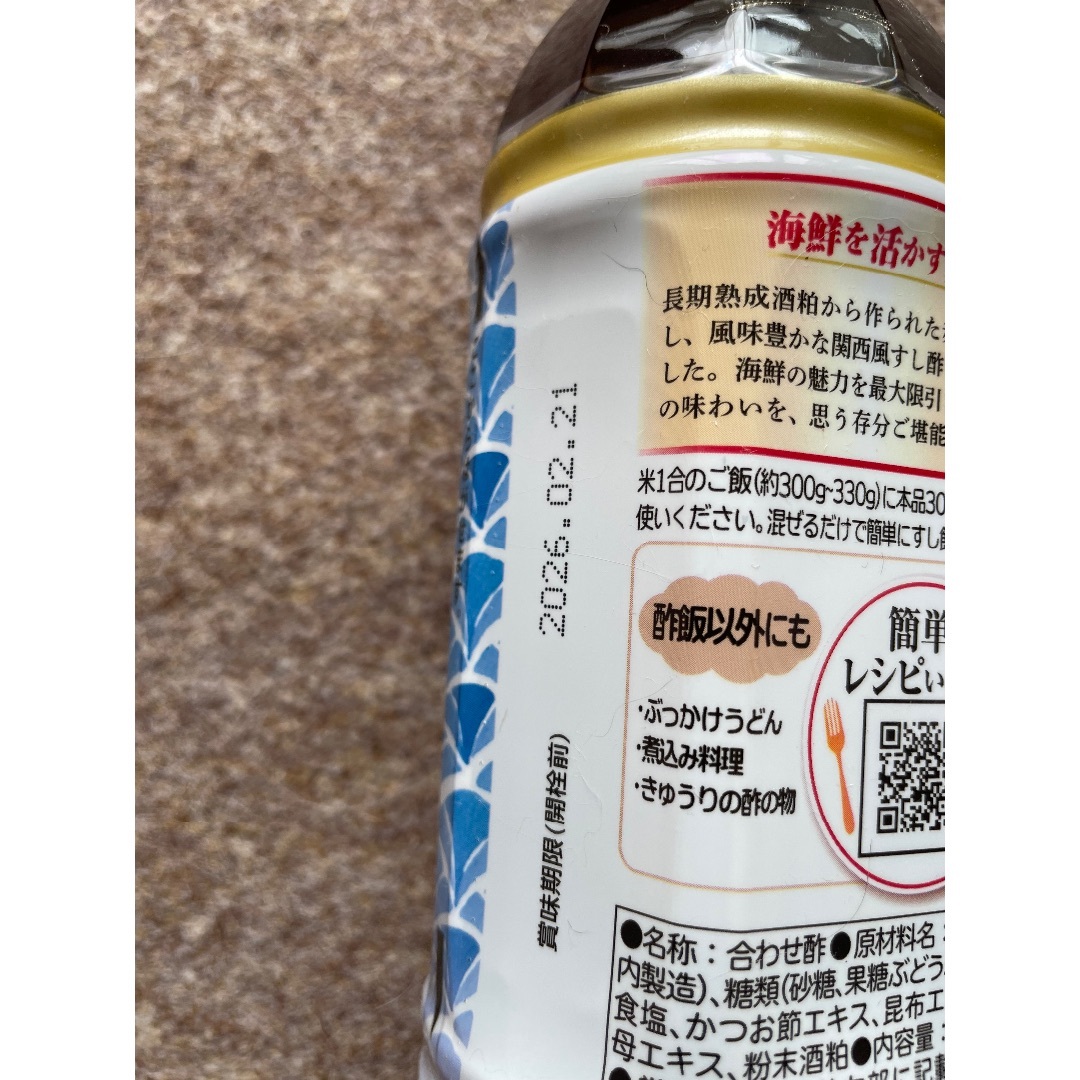 海鮮を活かす
長期熟成酒粕から作られた
し、風味豊かな関西風すし酢
した。海鮮の魅力を最大限引
の味わいを、思う存分ご堪能
米1合のご飯(約300g~330g)に本品30
使いください。混ぜるだけで簡単にすし飯
2026.02.21
賞味期限(開栓前)
酢飯以外にも
・ぶっかけうどん
・煮込み料理
・きゅうりの酢の物
簡単
レシピい
●名称：合わせ酢●原材料名：
内製造)、糖類(砂糖、果糖ぶどう
食塩、かつお節エキス、昆布エ
母エキス、粉末酒粕●内容量：
部に記載